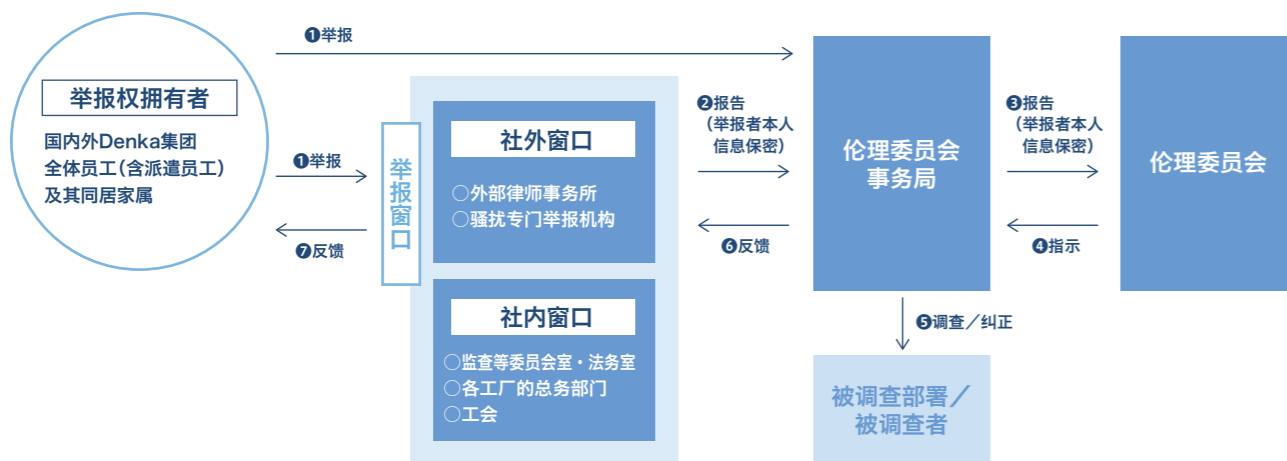 ❶举报
举报权拥有者
国内外Denka集团
全体员工(含派遣员工)
及其同居家属
❶举报
❼反馈
举报窗口
社外窗口
○外部律师事务所
○骚扰专门举报机构
社内窗口
○监查等委员会室・法务室
○各工厂的总务部门
○工会
❷报告
(举报者本人
信息保密)
❻反馈
伦理委员会
事务局
❸报告
(举报者本人
信息保密)
❹指示
伦理委员会
❺调查／纠正
被调查部署／
被调查者